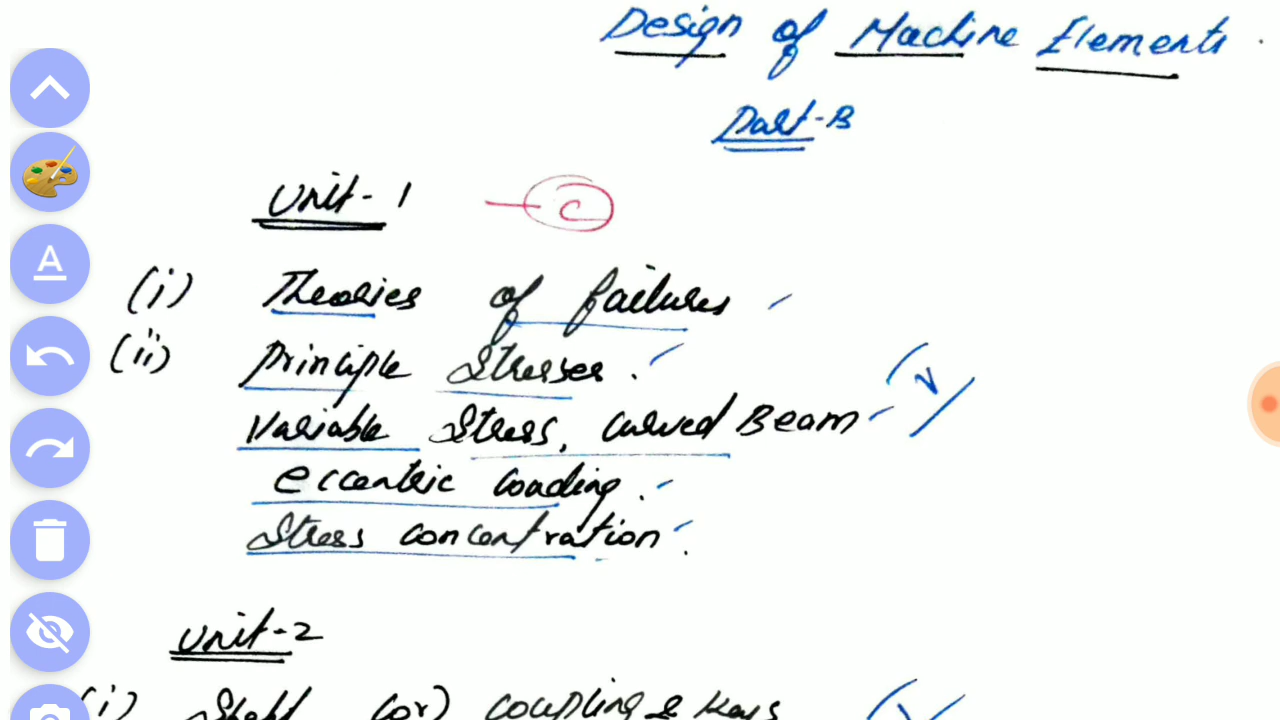 Design of Machine Elements.
Part-B
Unit-1
C
(i) Theories of failures
(ii) Principle Stresses.
Variable Stress, curved Beam
eccentric loading.
Stress concentration.
Unit-2
(i) Shaft (or) coupling & keys